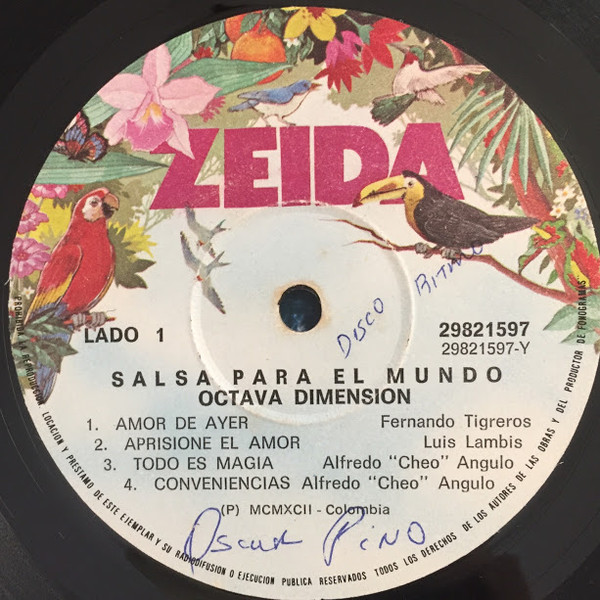 ZEIDA
DISCO RITMO
LADO 1
29821597
29821597-Y
SALSA PARA EL MUNDO
OCTAVA DIMENSION
1. AMOR DE AYER Fernando Tigreros
2. APRISIONE EL AMOR Luis Lambis
3. TODO ES MAGIA Alfredo "Cheo" Angulo
4. CONVENIENCIAS Alfredo "Cheo" Angulo
(P) MCMXCII - Colombia
Oscar Pino
PROHIBIDA LA REPRODUCCION, LOCACION Y PRESTAMO DE ESTE EJEMPLAR Y SU RADIODIFUSION O EJECUCION PUBLICA RESERVADOS TODOS LOS DERECHOS DE LOS AUTORES DE LAS OBRAS Y DEL PRODUCTOR DE FONOGRAMAS